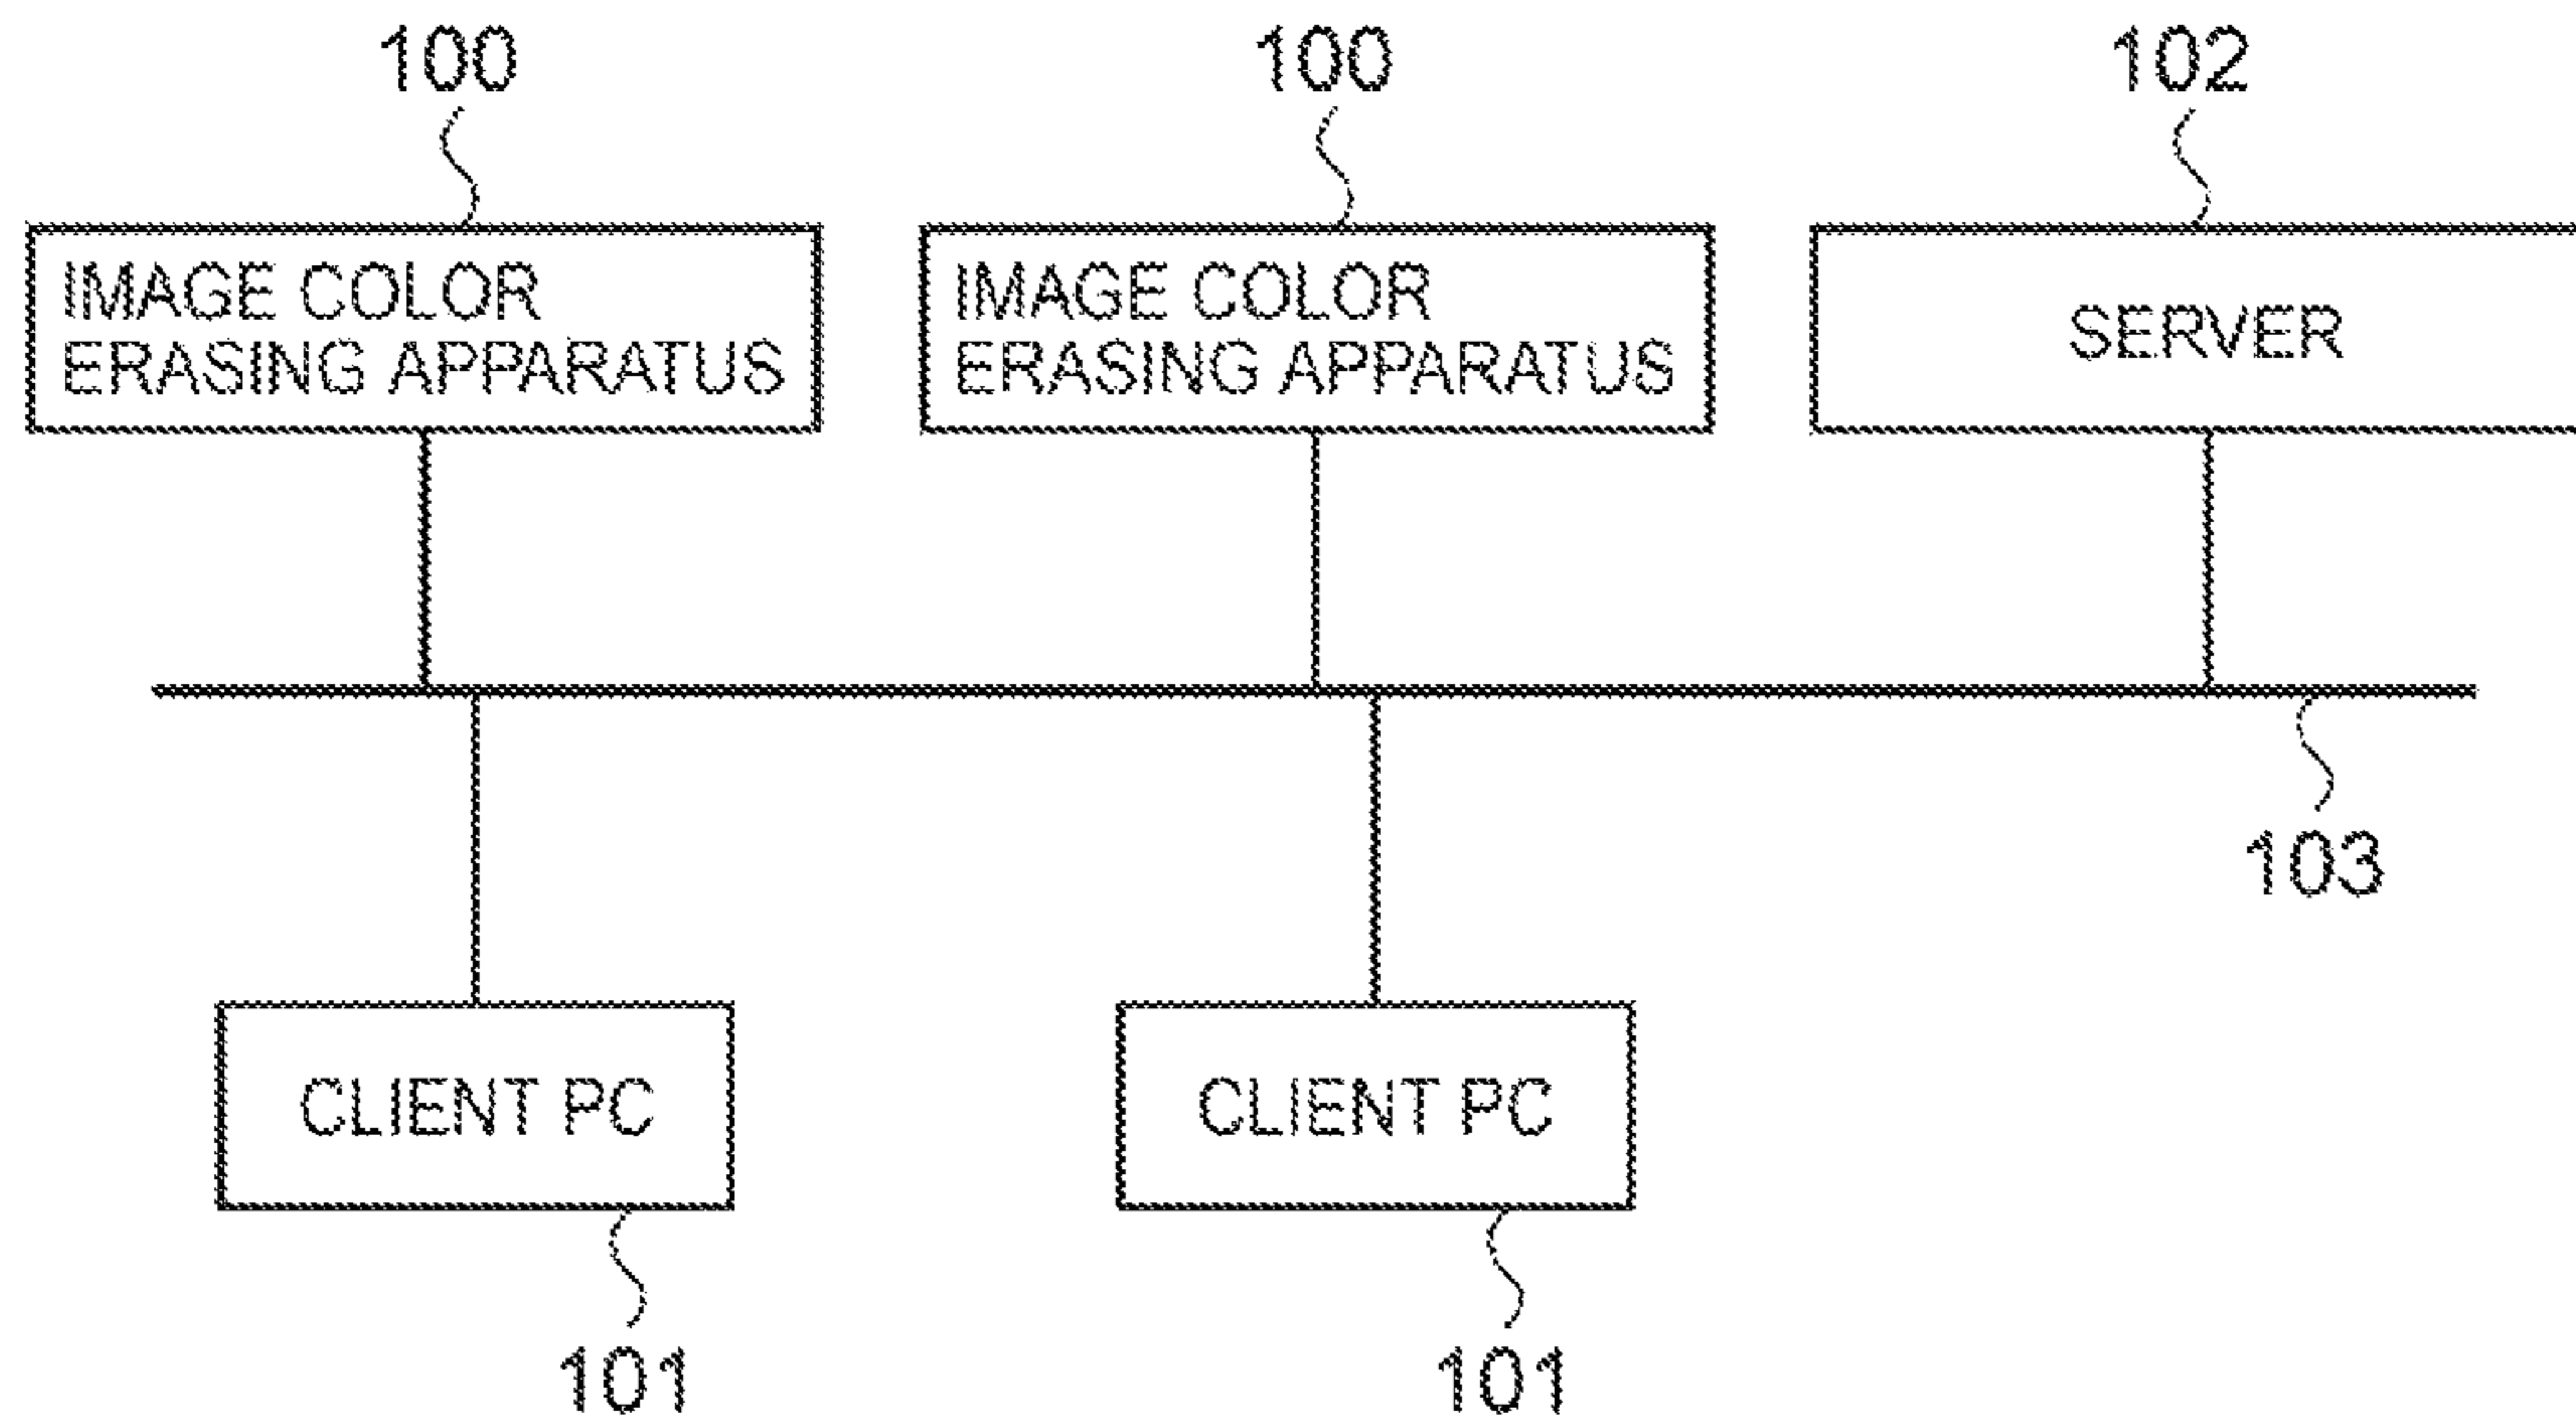 100
100
102
IMAGE COLOR
ERASING APPARATUS
IMAGE COLOR
ERASING APPARATUS
SERVER
103
CLIENT PC
CLIENT PC
101
101